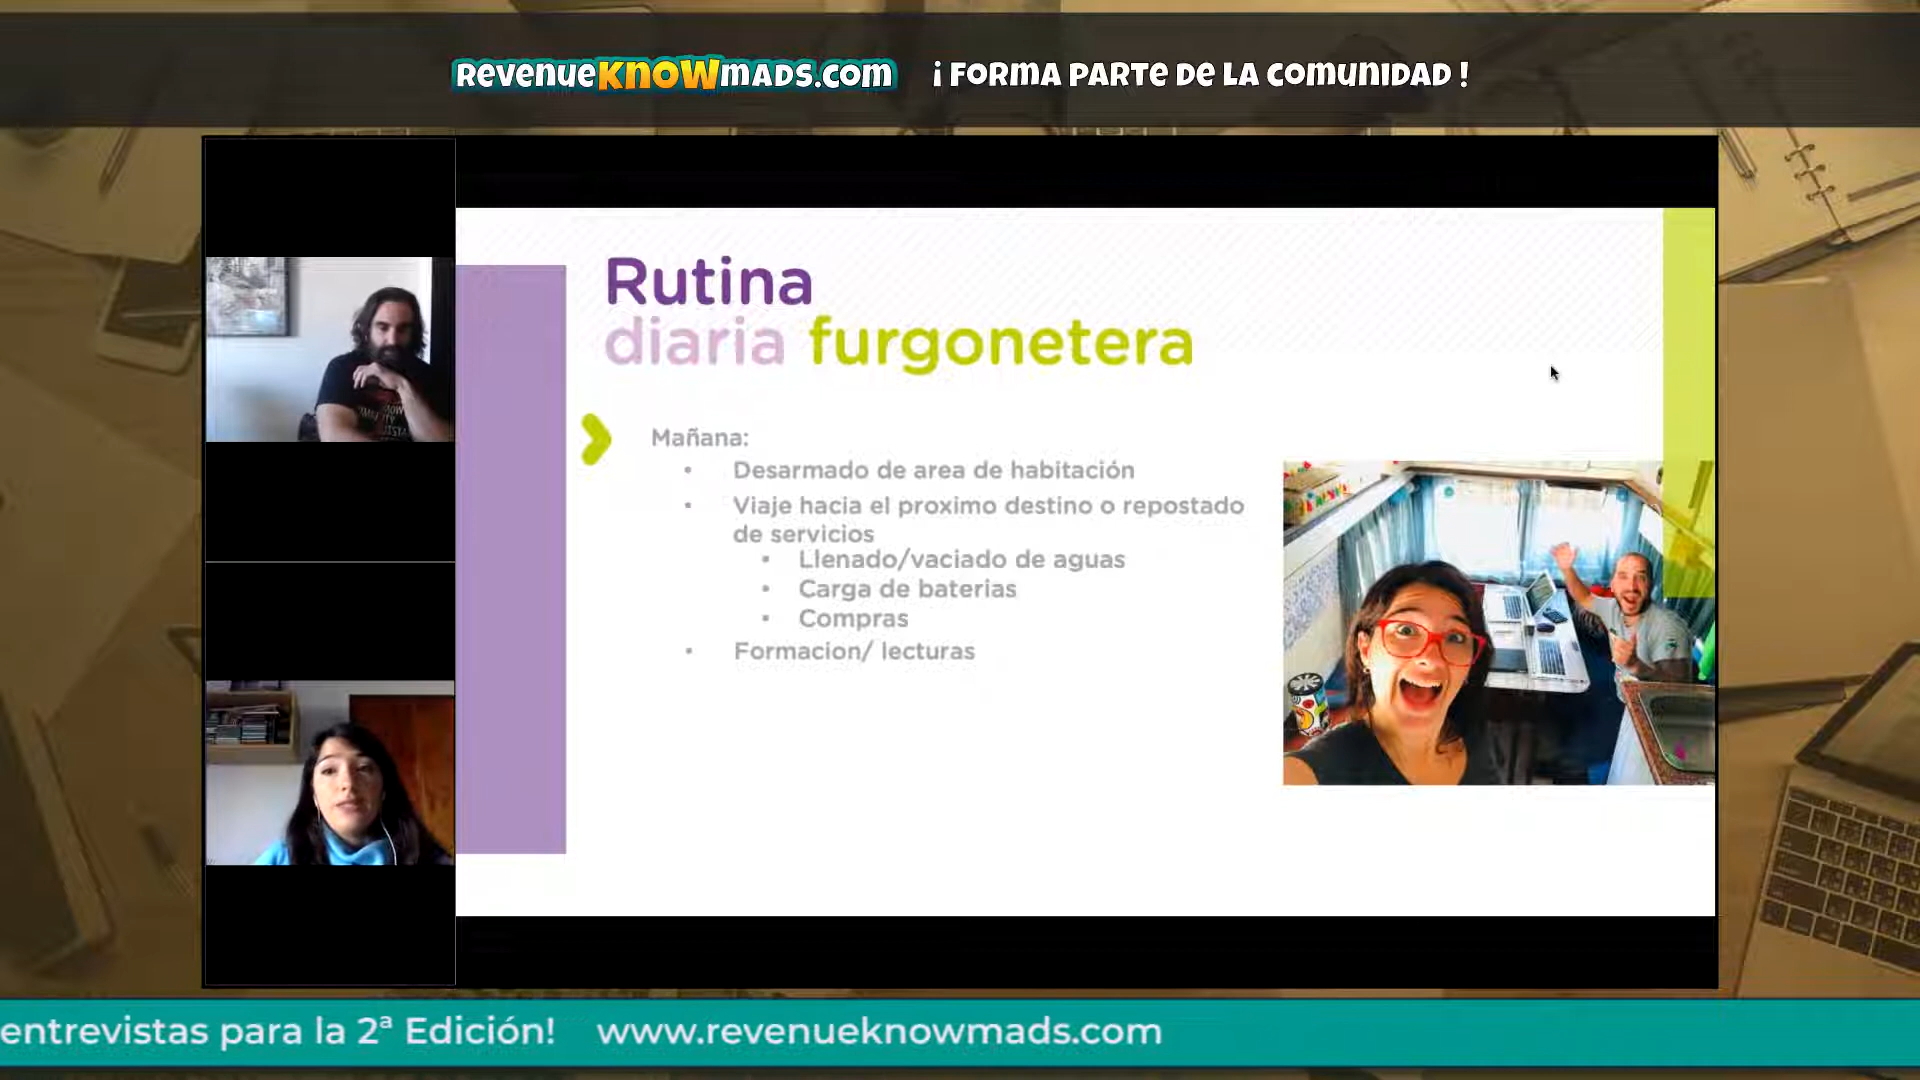 RevenueKNOWmads.com ¡ FORMA PARTE DE LA COMUNIDAD !
Rutina
diaria furgonetera
Mañana:
• Desarmado de area de habitación
• Viaje hacia el proximo destino o repostado
de servicios
• Llenado/vaciado de aguas
• Carga de baterias
• Compras
• Formacion/ lecturas
entrevistas para la 2ª Edición! www.revenueknowmads.com